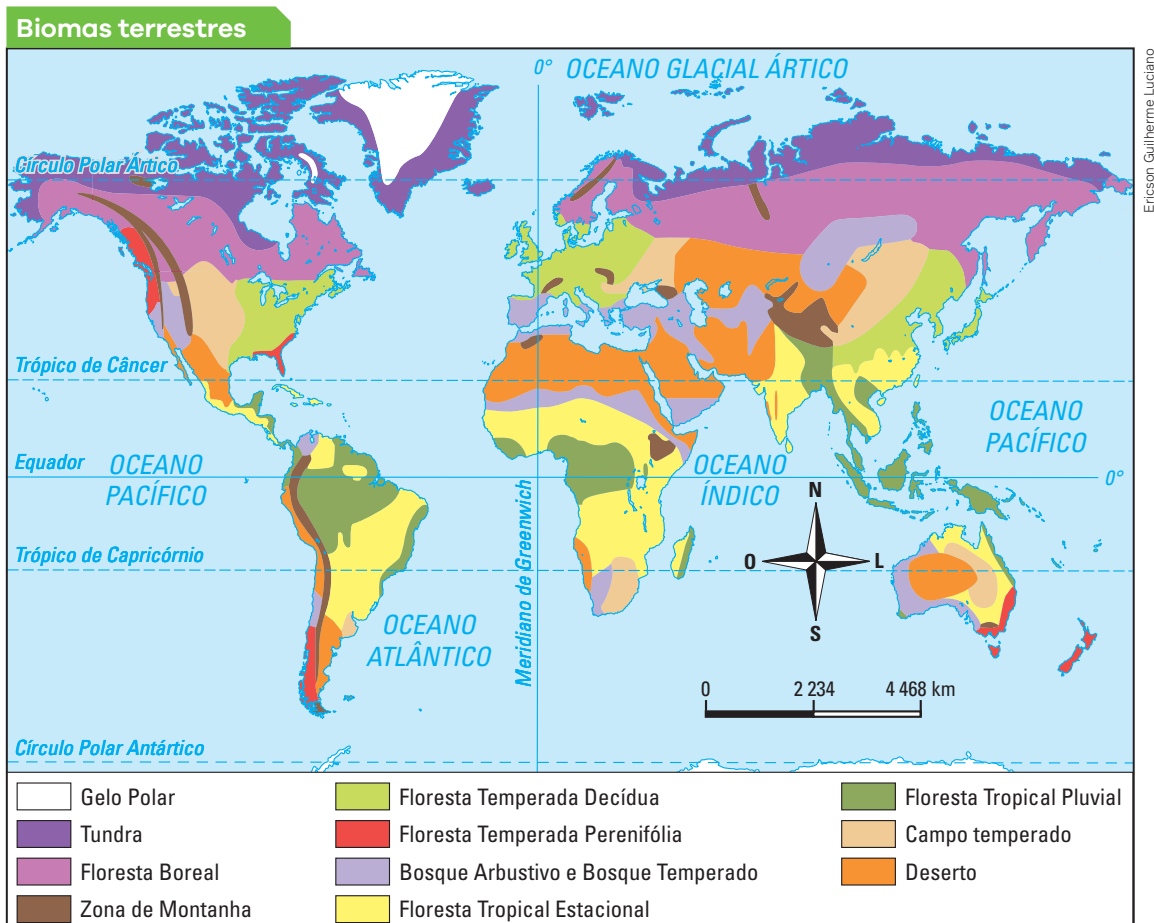 Biomas terrestres
Ericson Guilherme Luciano
0° OCEANO GLACIAL ÁRTICO
Círculo Polar Ártico
Trópico de Câncer
OCEANO
PACÍFICO
Equador
OCEANO
PACÍFICO
OCEANO
ÍNDICO
0°
N
O
L
S
Trópico de Capricórnio
Meridiano de Greenwich
OCEANO
ATLÂNTICO
0 2 234 4 468 km
Círculo Polar Antártico
Gelo Polar
Tundra
Floresta Boreal
Zona de Montanha
Floresta Temperada Decídua
Floresta Temperada Perenifólia
Bosque Arbustivo e Bosque Temperado
Floresta Tropical Estacional
Floresta Tropical Pluvial
Campo temperado
Deserto